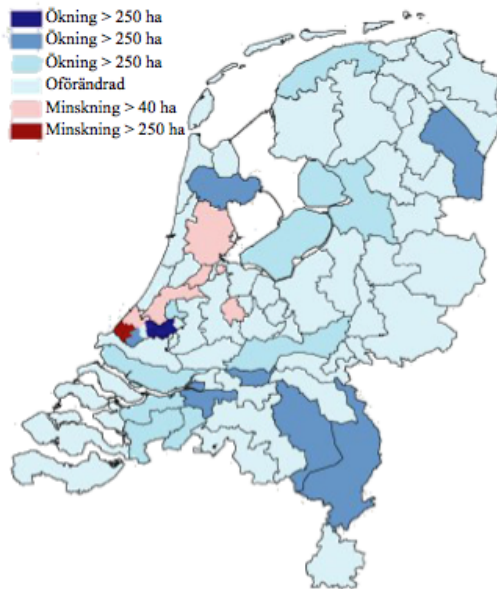 Ökning > 250 ha
Ökning > 250 ha
Ökning > 250 ha
Oförändrad
Minskning > 40 ha
Minskning > 250 ha